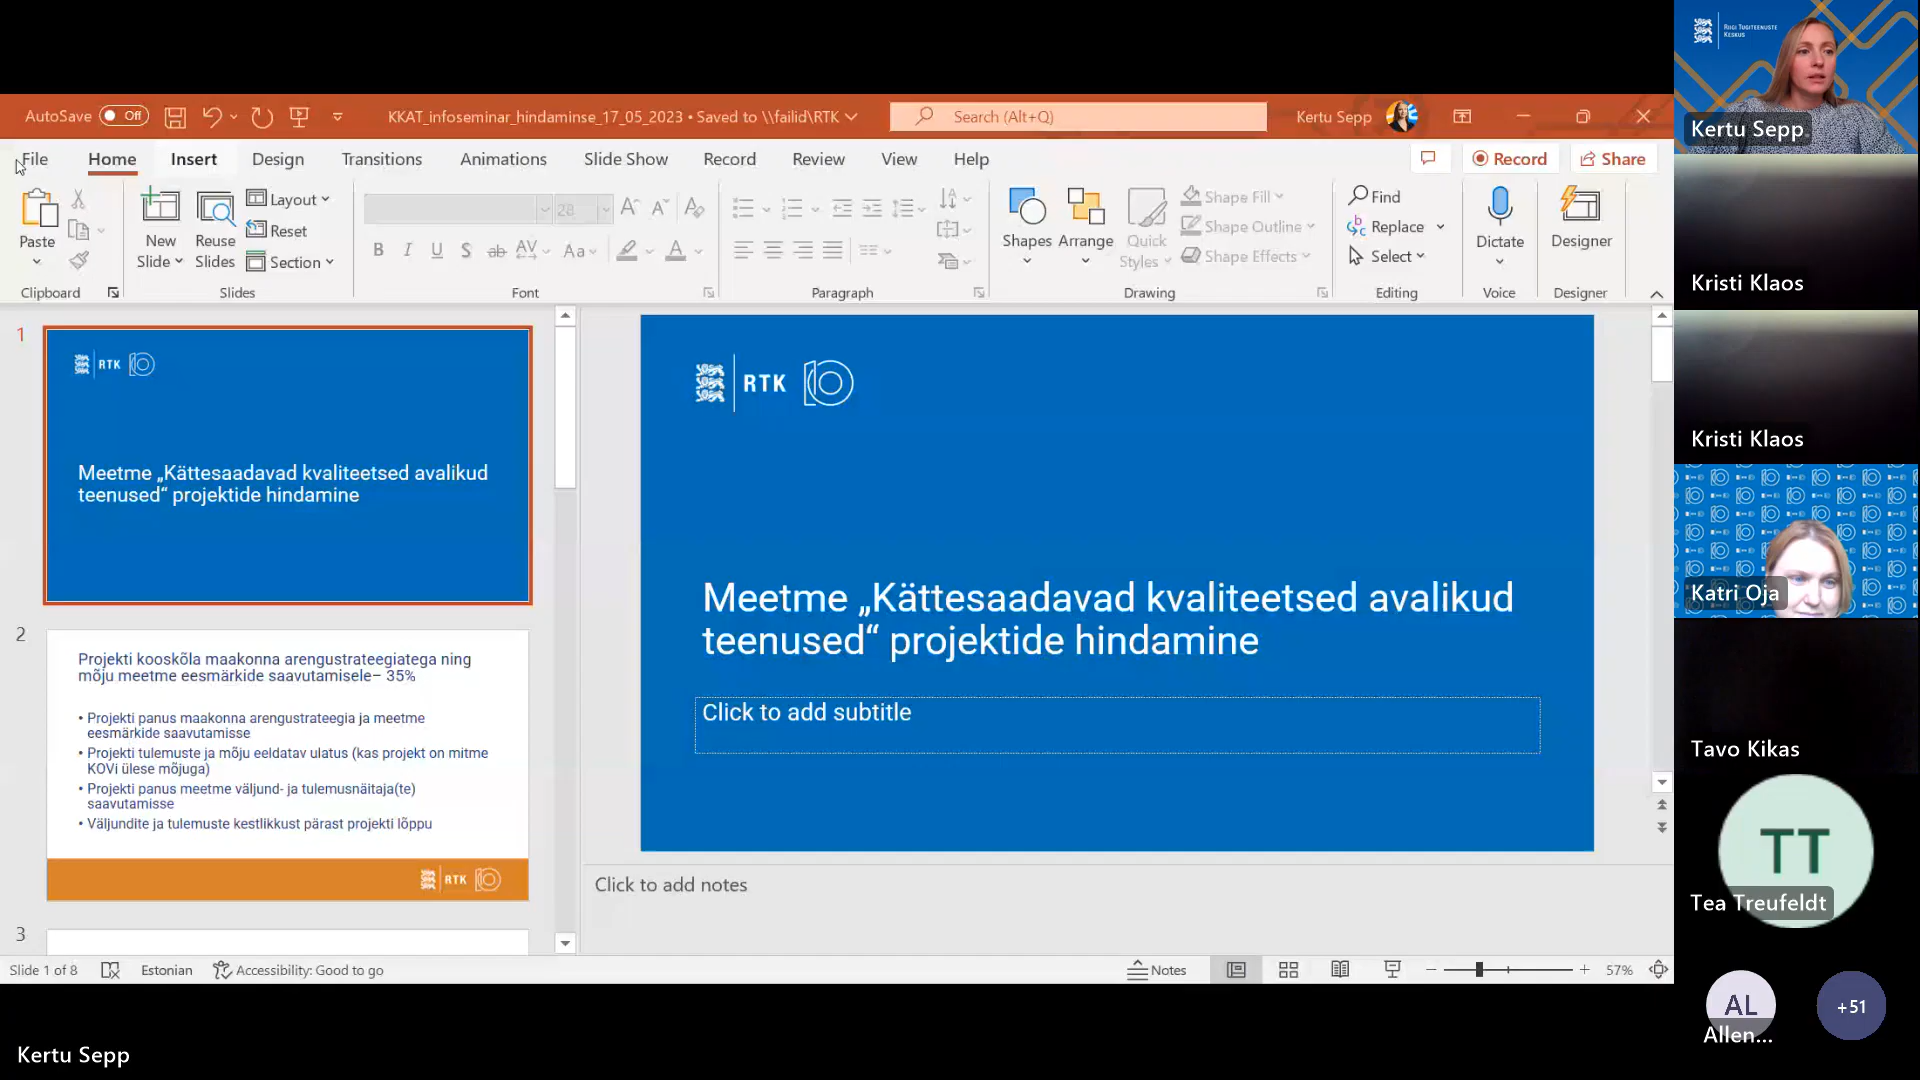 AutoSave Off
KKAT_infoseminar_hindaminse_17_05_2023 • Saved to \\failid\RTK
Search (Alt+Q)
Kertu Sepp
File Home Insert Design Transitions Animations Slide Show Record Review View Help
Record Share
Paste
Clipboard
New Slide
Reuse Slides
Layout
Reset
Section
Slides
28
Font
Paragraph
Shapes
Arrange
Quick Styles
Shape Fill
Shape Outline
Shape Effects
Drawing
Find
Replace
Select
Editing
Dictate
Voice
Designer
Designer
1
RTK
Meetme „Kättesaadavad kvaliteetsed avalikud
teenused“ projektide hindamine
2
Projekti kooskõla maakonna arengustrateegiatega ning
mõju meetme eesmärkide saavutamisele– 35%
• Projekti panus maakonna arengustrateegia ja meetme
eesmärkide saavutamisse
• Projekti tulemuste ja mõju eeldatav ulatus (kas projekt on mitme
KOVi ülese mõjuga)
• Projekti panus meetme väljund- ja tulemusnäitaja(te)
saavutamisse
• Väljundite ja tulemuste kestlikkust pärast projekti lõppu
RTK
3
RTK
Meetme „Kättesaadavad kvaliteetsed avalikud
teenused“ projektide hindamine
Click to add subtitle
Click to add notes
Slide 1 of 8
Estonian
Accessibility: Good to go
Notes
57%
Riigi Tugiteenuste
Keskus
Kertu Sepp
Kristi Klaos
Kristi Klaos
Katri Oja
Tavo Kikas
TT
Tea Treufeldt
AL
Allen...
+51
Kertu Sepp